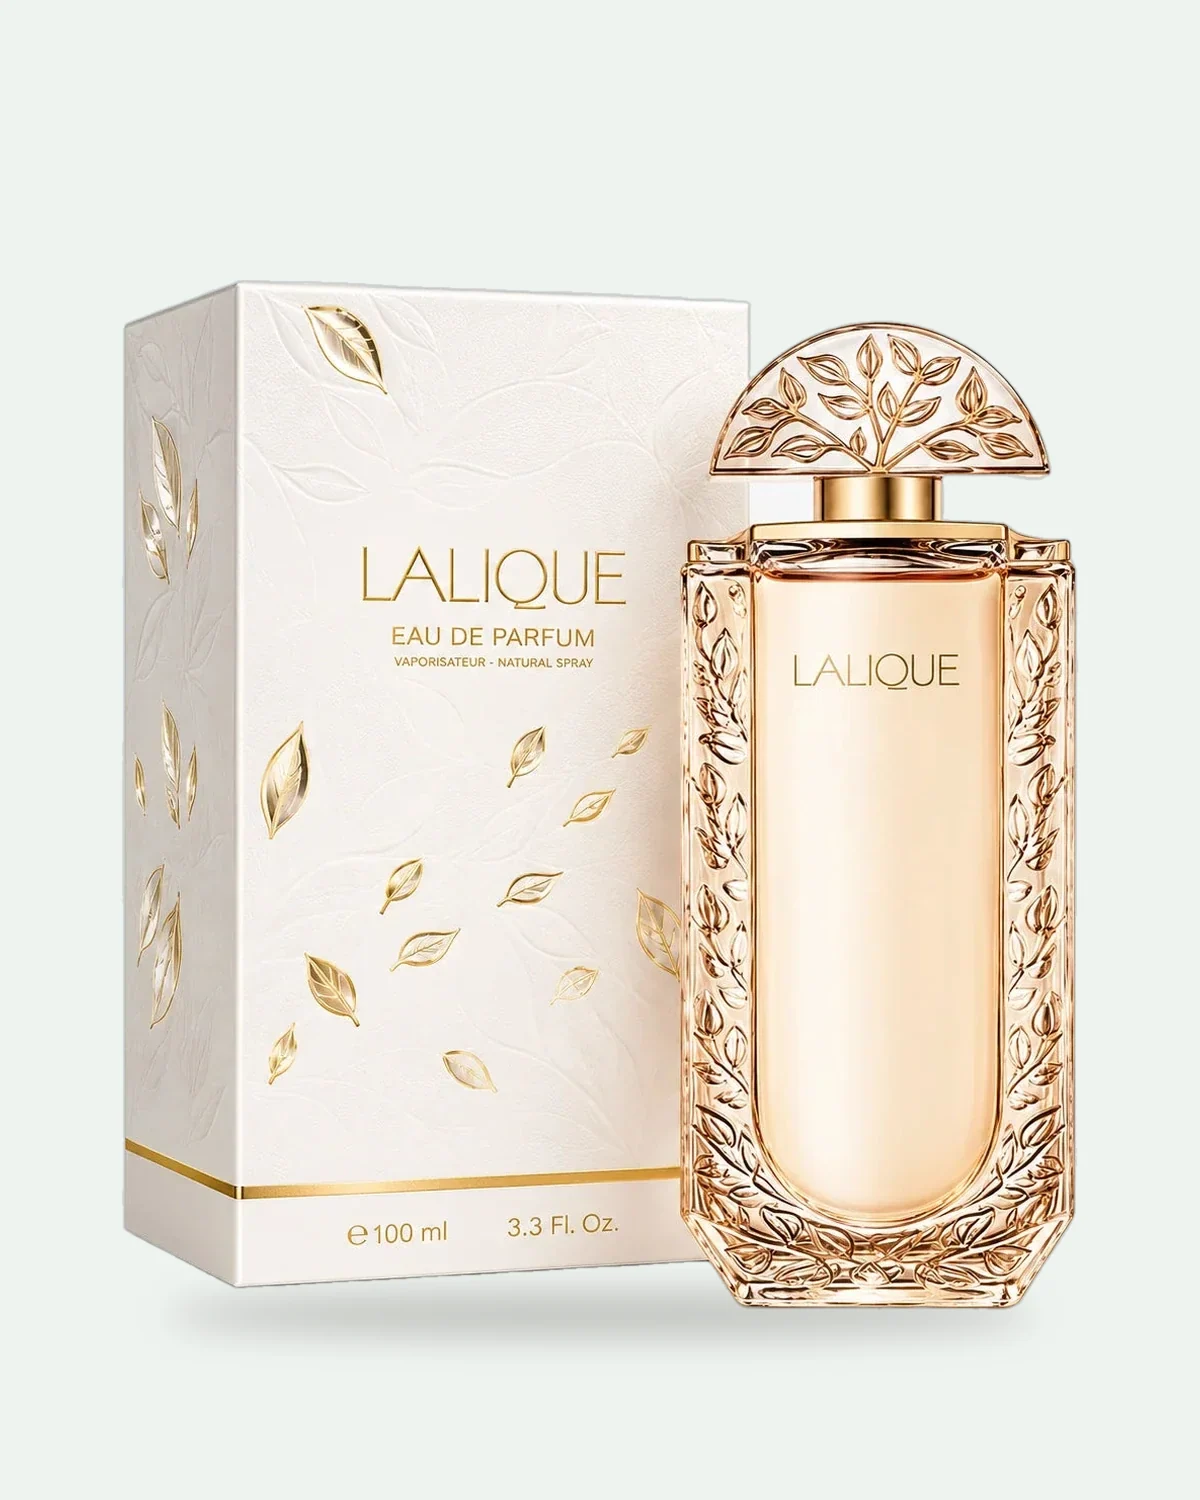 LALIQUE
EAU DE PARFUM
VAPORISATEUR - NATURAL SPRAY
℮ 100 ml 3.3 Fl. Oz.
LALIQUE